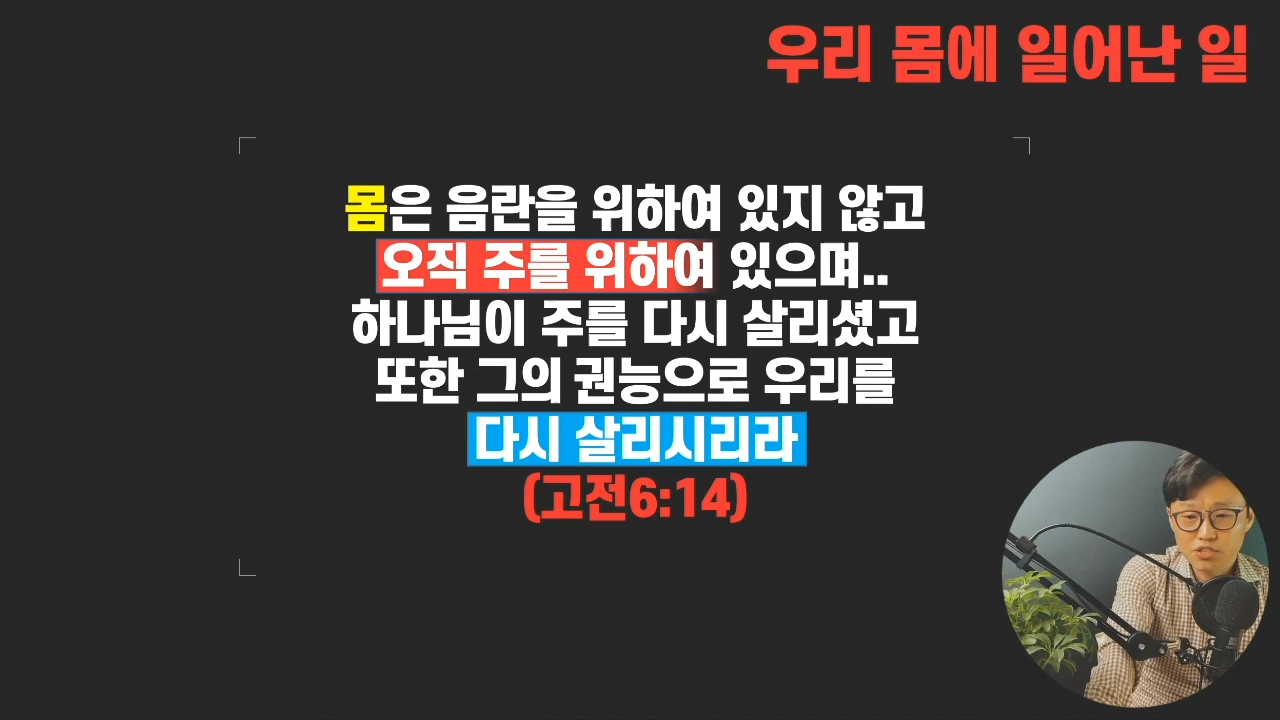 우리 몸에 일어난 일
몸은 음란을 위하여 있지 않고
오직 주를 위하여 있으며..
하나님이 주를 다시 살리셨고
또한 그의 권능으로 우리를
다시 살리시리라
(고전6:14)